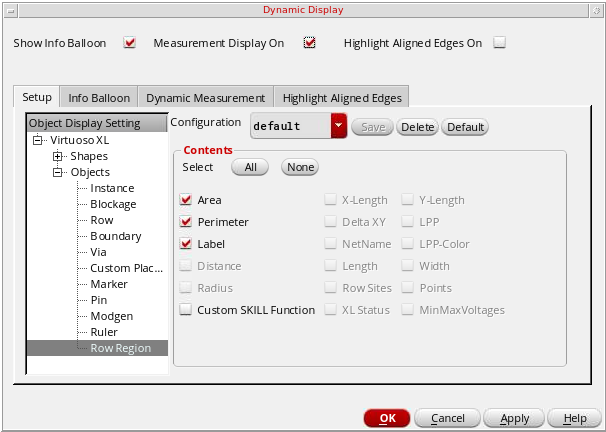 Dynamic Display
Show Info Balloon Measurement Display On Highlight Aligned Edges On
Setup Info Balloon Dynamic Measurement Highlight Aligned Edges
Object Display Setting
Virtuoso XL
Shapes
Objects
Instance
Blockage
Row
Boundary
Via
Custom Plac...
Marker
Pin
Modgen
Ruler
Row Region
Configuration default Save Delete Default
Contents
Select All None
Area X-Length Y-Length
Perimeter Delta XY LPP
Label NetName LPP-Color
Distance Length Width
Radius Row Sites Points
Custom SKILL Function XL Status MinMaxVoltages
OK Cancel Apply Help